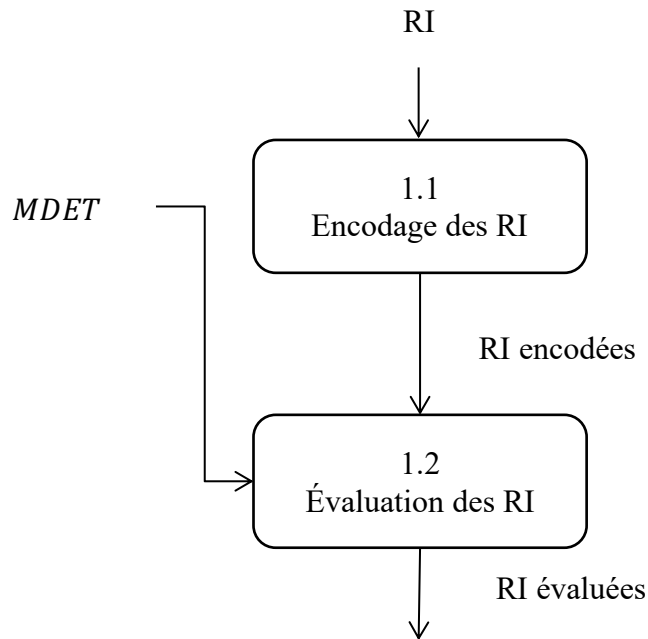 RI
1.1
Encodage des RI
MDET
RI encodées
1.2
Évaluation des RI
RI évaluées